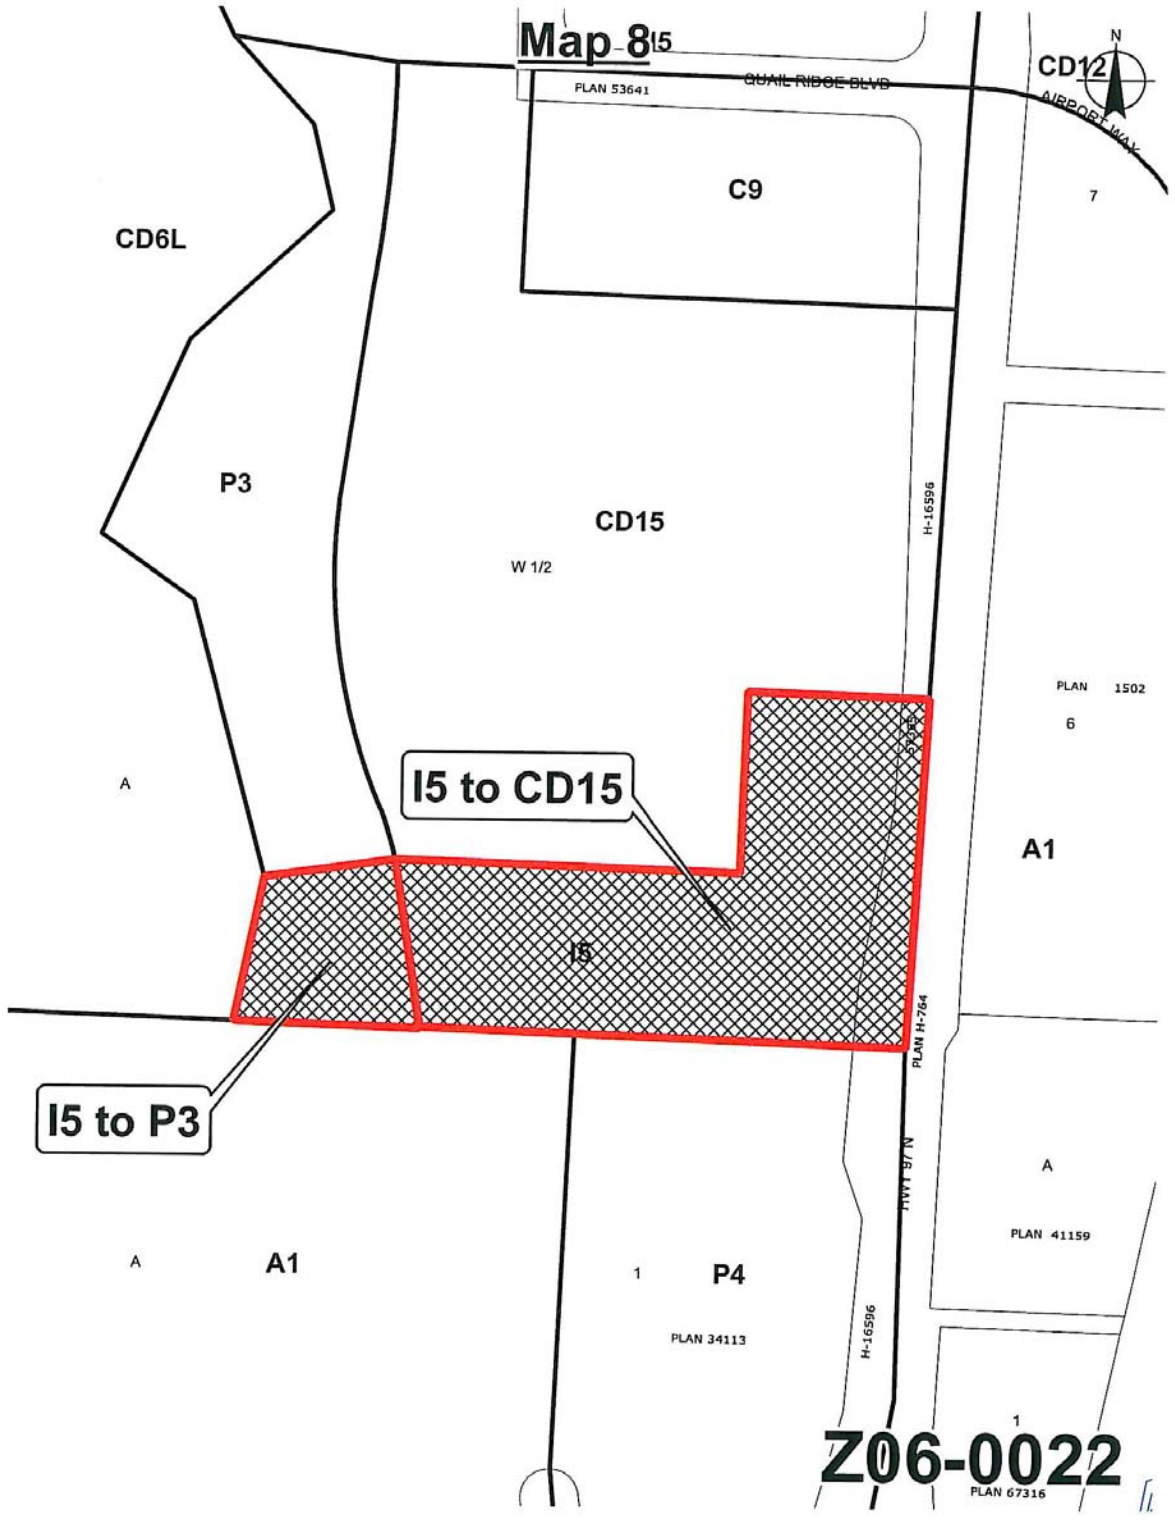 Map 8
I5
N
CD12
QUAIL RIDGE BLVD
PLAN 53641
AIRPORT WAY
C9
7
CD6L
P3
H-16596
CD15
W 1/2
PLAN 1502
6
A
I5 to CD15
A1
I5
PLAN H-764
I5 to P3
HWY 97 N
A
PLAN 41159
A
A1
1
P4
H-16596
PLAN 34113
1
Z06-0022
PLAN 67316